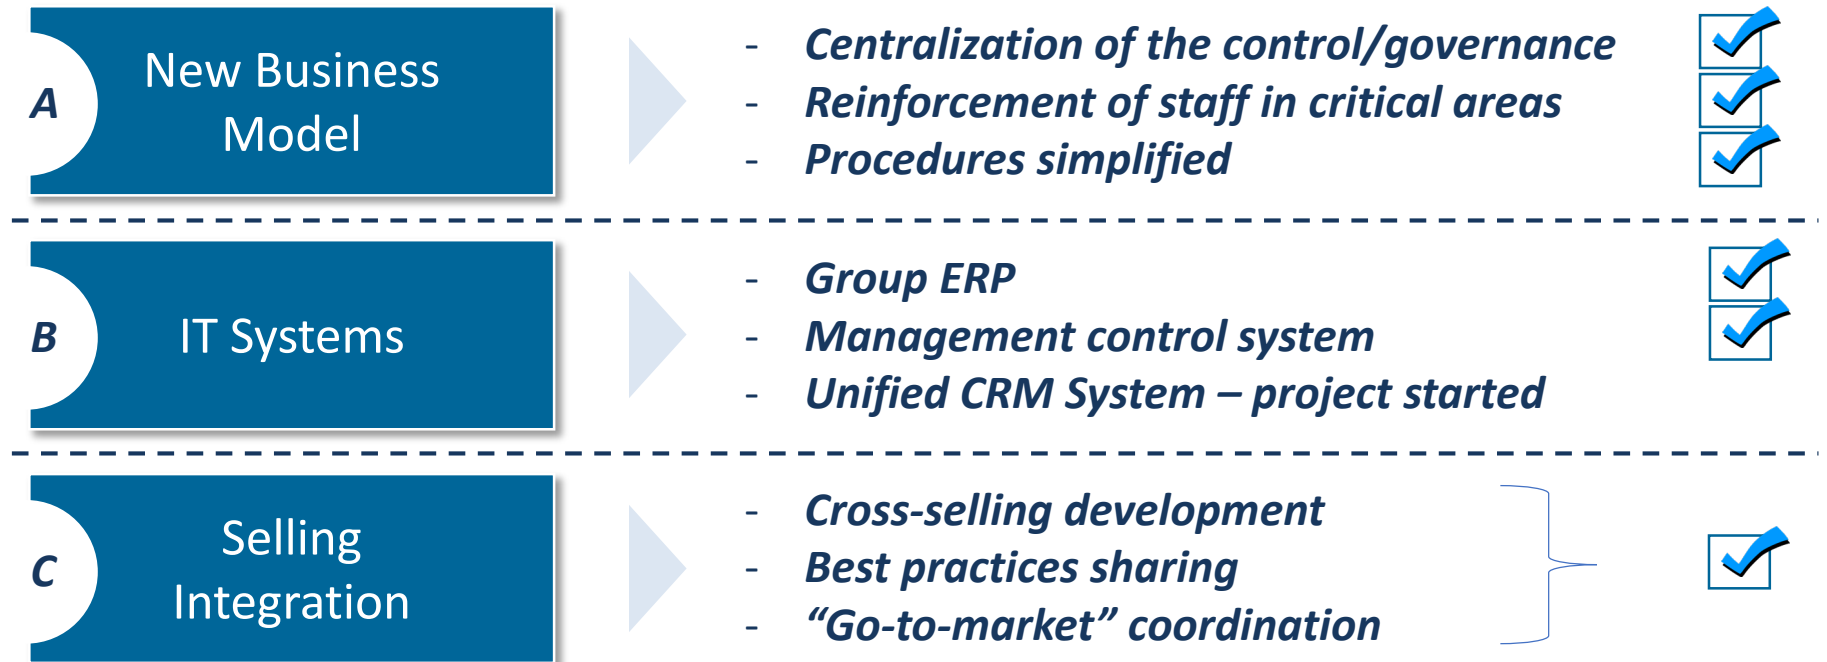 A
New Business
Model
- Centralization of the control/governance
- Reinforcement of staff in critical areas
- Procedures simplified
B
IT Systems
- Group ERP
- Management control system
- Unified CRM System – project started
C
Selling
Integration
- Cross-selling development
- Best practices sharing
- “Go-to-market” coordination